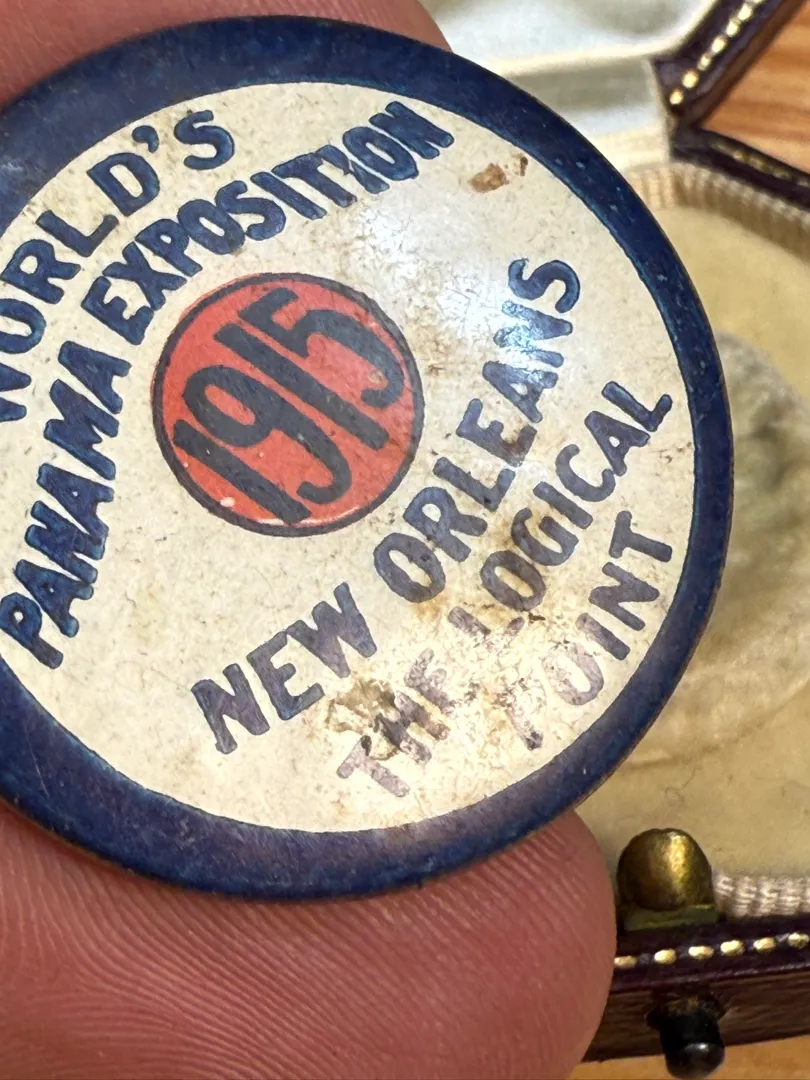 WORLD'S
PANAMA EXPOSITION
1915
NEW ORLEANS
THE LOGICAL
POINT